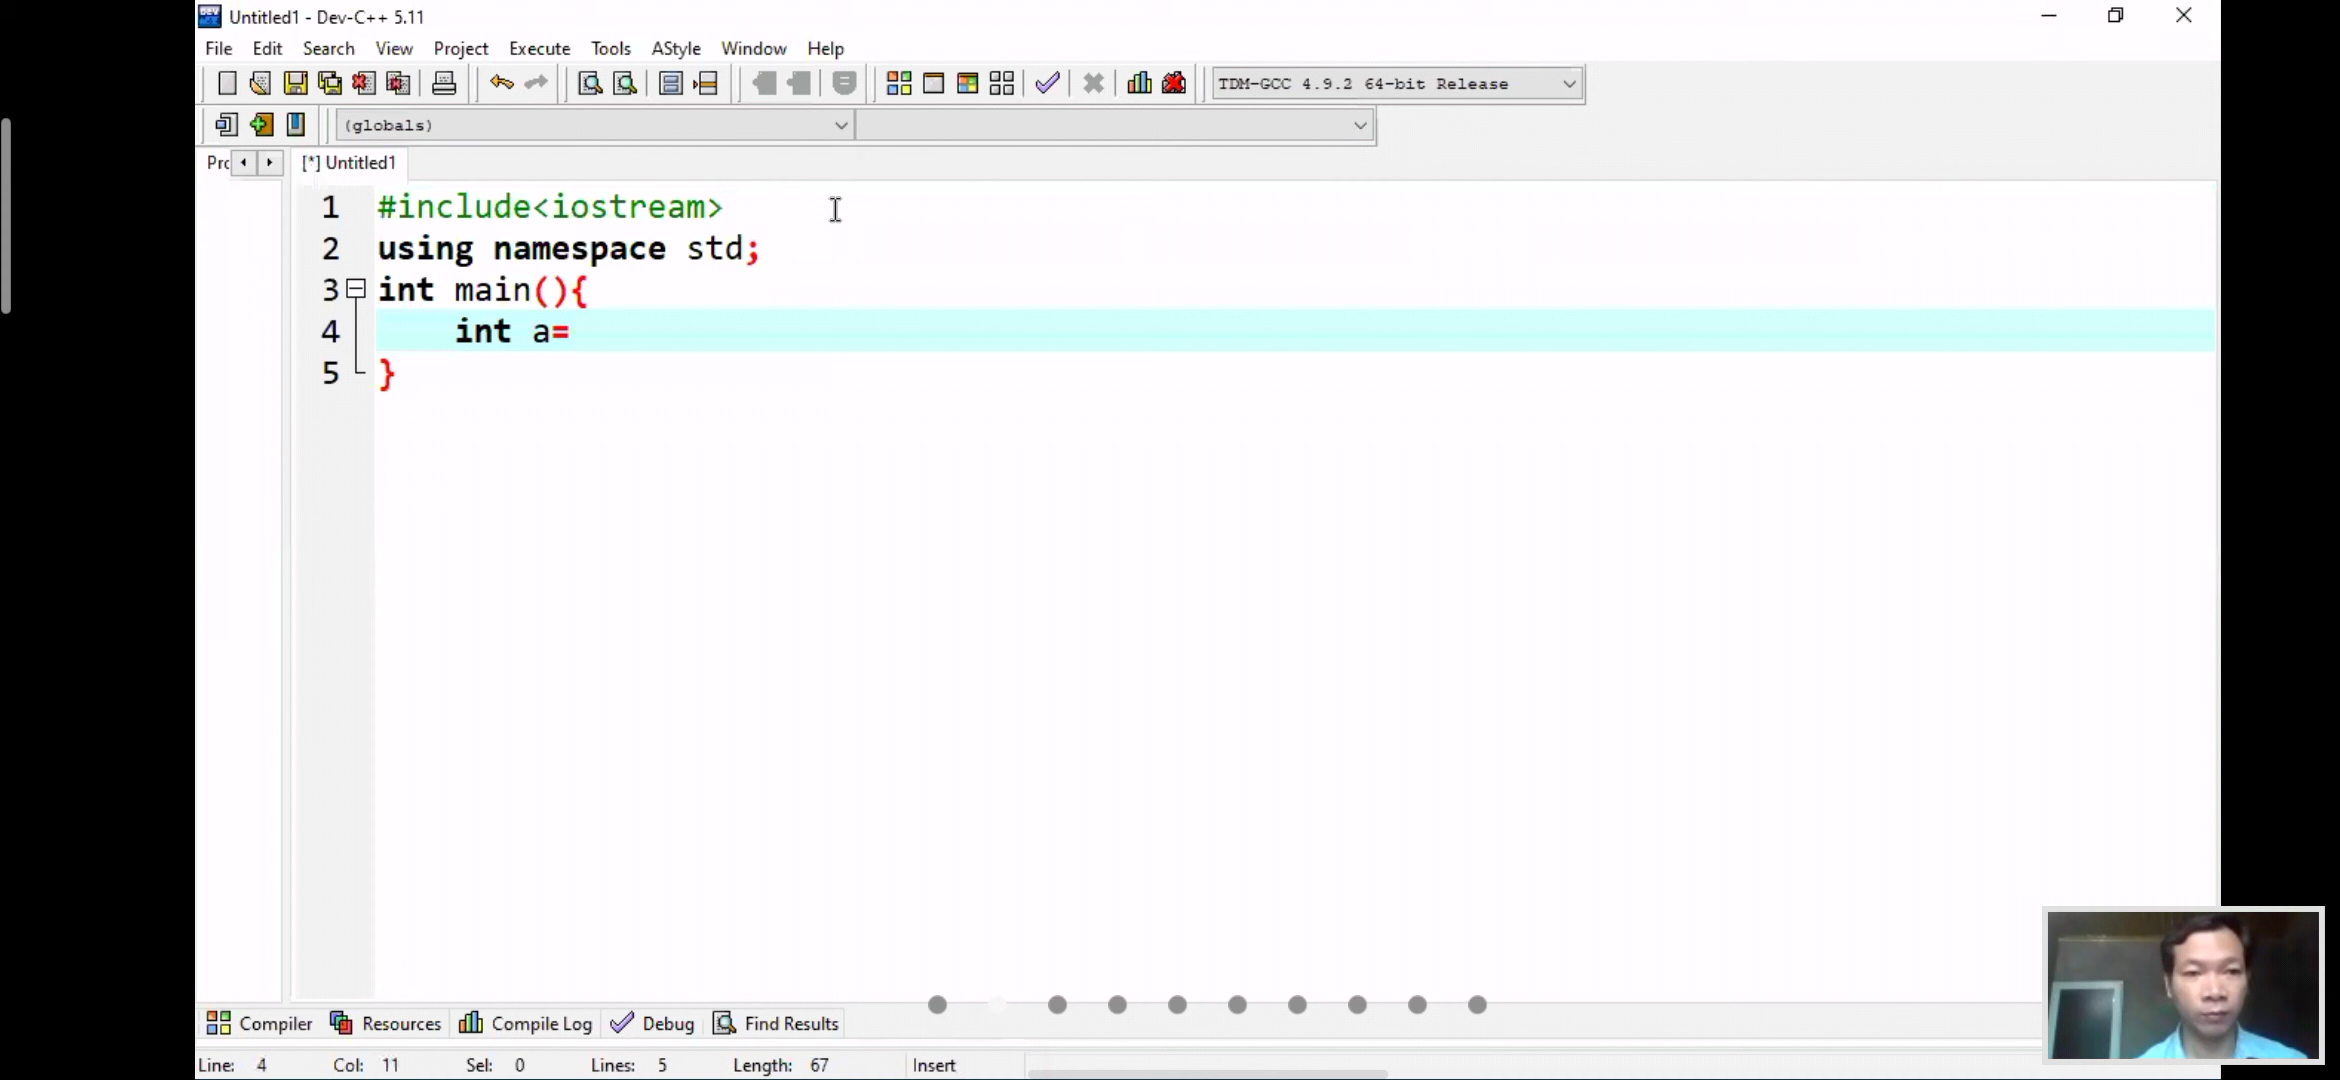 Untitled1 - Dev-C++ 5.11
File Edit Search View Project Execute Tools AStyle Window Help
TDM-GCC 4.9.2 64-bit Release
(globals)
Prc [*] Untitled1
1 #include<iostream>
2 using namespace std;
3 int main(){
4 int a=
5 }
Compiler Resources Compile Log Debug Find Results
Line: 4 Col: 11 Sel: 0 Lines: 5 Length: 67 Insert